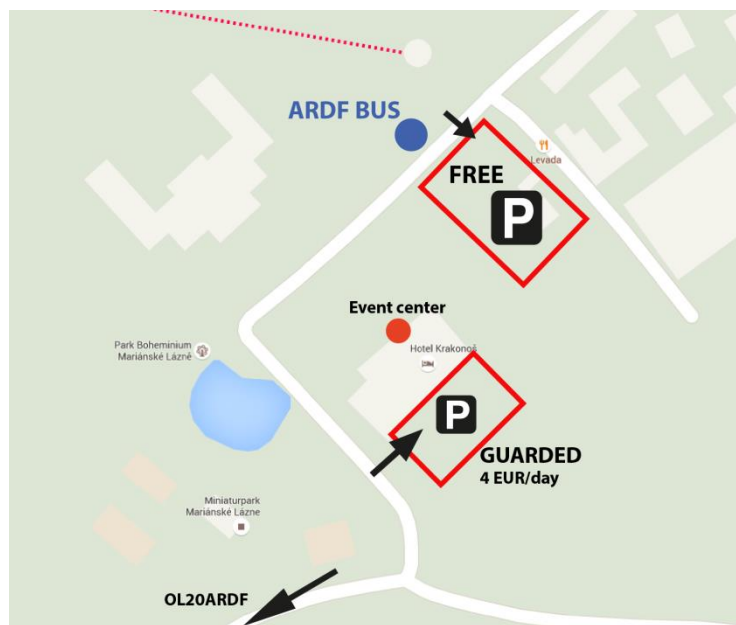 ARDF BUS
FREE
Levada
P
Event center
Hotel Krakonoš
Park Boheminium
Mariánské Lázně
P
GUARDED
4 EUR/day
Miniaturpark
Mariánské Lázne
OL20ARDF